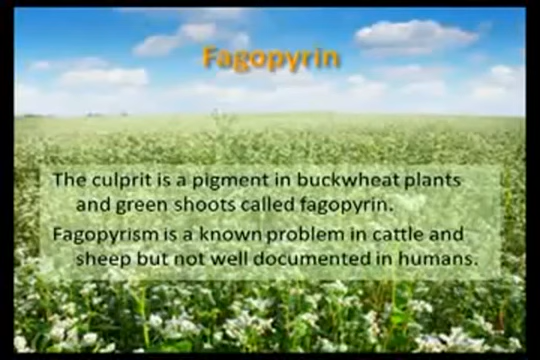 Fagopyrin
The culprit is a pigment in buckwheat plants
and green shoots called fagopyrin.
Fagopyrism is a known problem in cattle and
sheep but not well documented in humans.